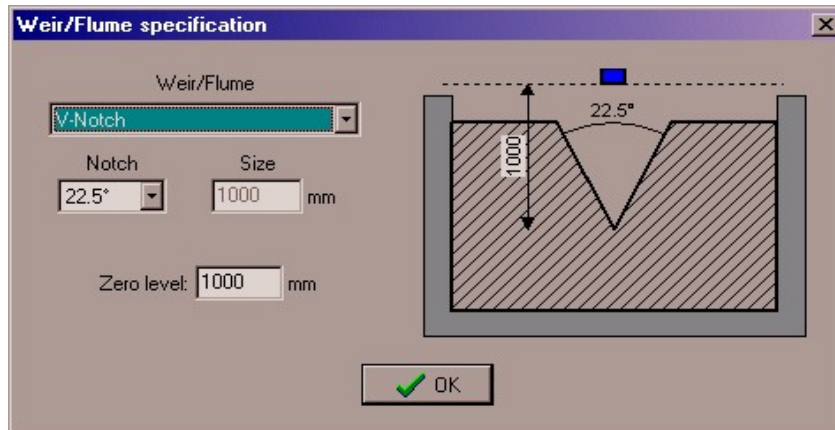 Weir/Flume specification
Weir/Flume
V-Notch
Notch
Size
22.5°
1000
mm
Zero level:
1000
mm
22.5°
1000
OK